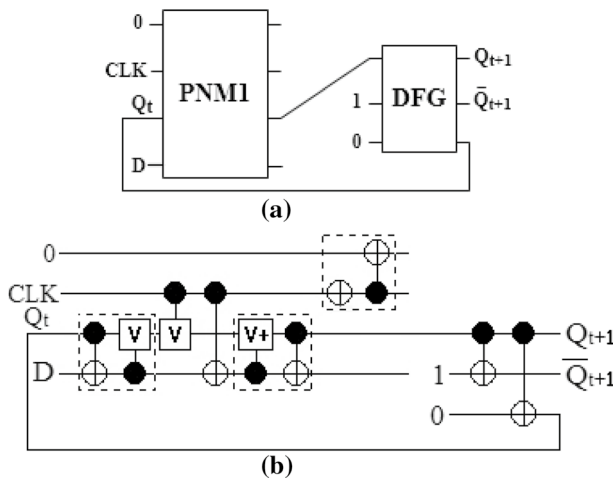 0
CLK
Qt
D
PNM1
1
0
DFG
Qt+1
Q̅t+1
(a)
0
CLK
Qt
D
V
V
V+
1
0
Qt+1
Q̅t+1
(b)